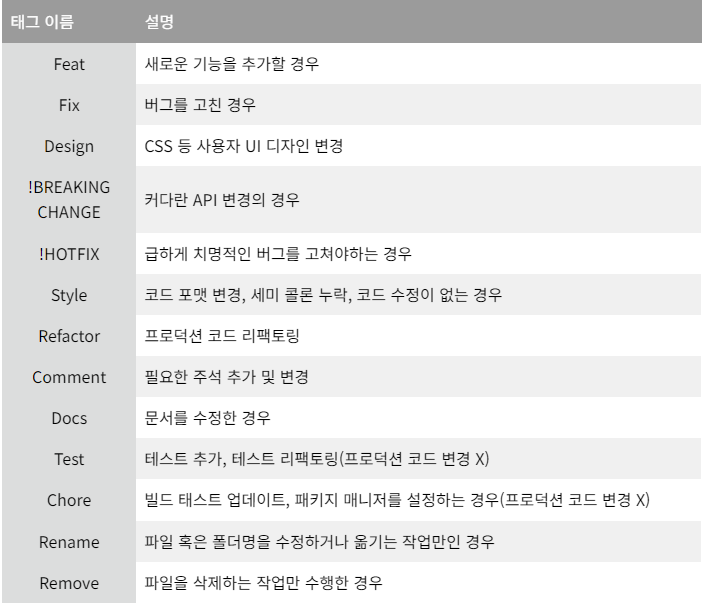 태그 이름 설명
Feat 새로운 기능을 추가할 경우
Fix 버그를 고친 경우
Design CSS 등 사용자 UI 디자인 변경
!BREAKING
CHANGE 커다란 API 변경의 경우
!HOTFIX 급하게 치명적인 버그를 고쳐야하는 경우
Style 코드 포맷 변경, 세미 콜론 누락, 코드 수정이 없는 경우
Refactor 프로덕션 코드 리팩토링
Comment 필요한 주석 추가 및 변경
Docs 문서를 수정한 경우
Test 테스트 추가, 테스트 리팩토링(프로덕션 코드 변경 X)
Chore 빌드 태스트 업데이트, 패키지 매니저를 설정하는 경우(프로덕션 코드 변경 X)
Rename 파일 혹은 폴더명을 수정하거나 옮기는 작업만인 경우
Remove 파일을 삭제하는 작업만 수행한 경우